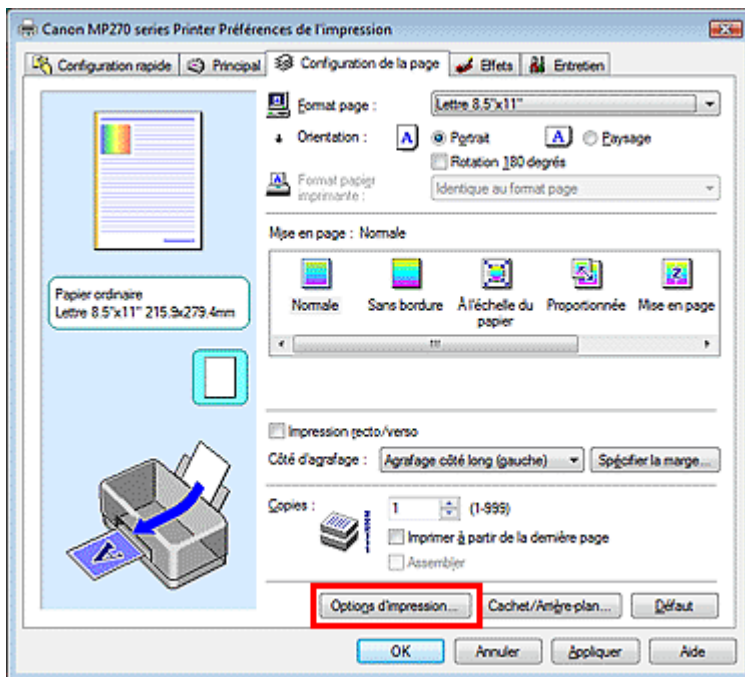 Canon MP270 series Printer Préférences de l'impression
Configuration rapide
Principal
Configuration de la page
Effets
Entretien
Format page :
Lettre 8.5"x11"
Orientation :
A
Portrait
A
Paysage
Rotation 180 degrés
Format papier imprimante :
Identique au format page
Mise en page : Normale
Normale
Sans bordure
À l'échelle du papier
Proportionnée
Mise en page
Papier ordinaire
Lettre 8.5"x11" 215.9x279.4mm
Impression recto/verso
Côté d'agrafage :
Agrafage côté long (gauche)
Spécifier la marge...
Copies :
1
(1-999)
Imprimer à partir de la dernière page
Assembler
A
Options d'impression...
Cachet/Arrière-plan...
Défaut
OK
Annuler
Appliquer
Aide